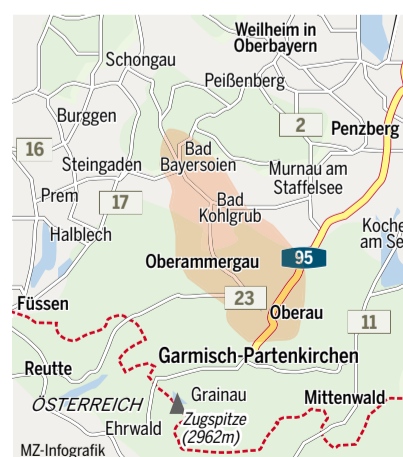 Weilheim in
Oberbayern
Schongau
Peißenberg
Burggen
2
Penzberg
16
Bad
Bayersoien
Steingaden
Murnau am
Staffelsee
Prem
17
Bad
Kohlgrub
Halblech
Koche
am Se
Oberammergau
95
Füssen
23
Oberau
11
Garmisch-Partenkirchen
Reutte
Grainau
Mittenwald
ÖSTERREICH
Zugspitze
(2962m)
Ehrwald
MZ-Infografik